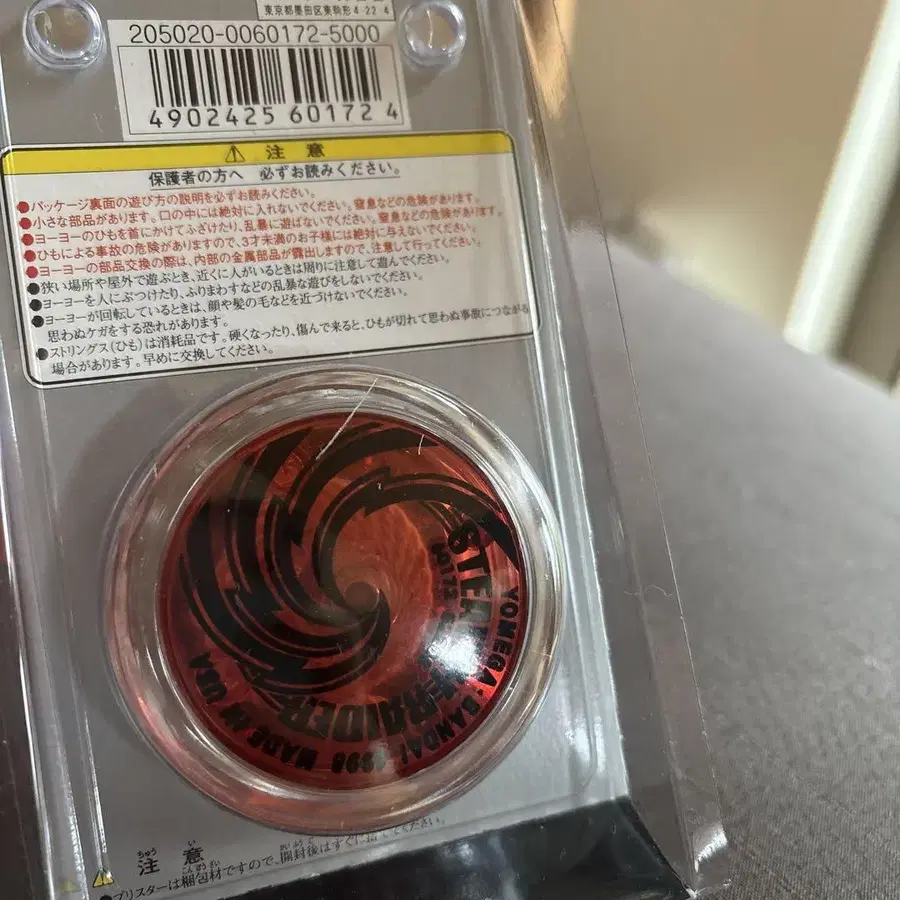 東京都墨田区東駒形4-22-4
205020-0060172-5000
4902425 60172 4
⚠ 注 意
保護者の方へ 必ずお読みください。
●パッケージ裏面の遊び方の説明を必ずお読みください。
●小さな部品があります。口の中には絶対に入れないでください。窒息などの危険があります。
●ヨーヨーのひもを首にかけてふざけたり、乱暴に遊ばないでください。窒息などの危険があります。
●ひもによる事故の危険がありますので、3才未満のお子様には絶対に与えないでください。
●ヨーヨーの部品交換の際は、内部の金属部品が露出しますので、注意して行ってください。
●狭い場所や屋外で遊ぶとき、近くに人がいるときは周りに注意して遊んでください。
●ヨーヨーを人にぶつけたり、ふりまわすなどの乱暴な遊びをしないでください。
●ヨーヨーが回転しているときは、顔や髪の毛などを近づけないでください。
思わぬケガをする恐れがあります。
●ストリングス(ひも)は消耗品です。硬くなったり、傷んで来ると、ひもが切れて思わぬ事故につながる
場合があります。早めに交換してください。
RAIDER
60172
YOMEGA・BANDAI 1998 MADE IN USA
⚠ 注 意
●ブリスターは梱包材ですので、開封後はすぐに捨ててください。